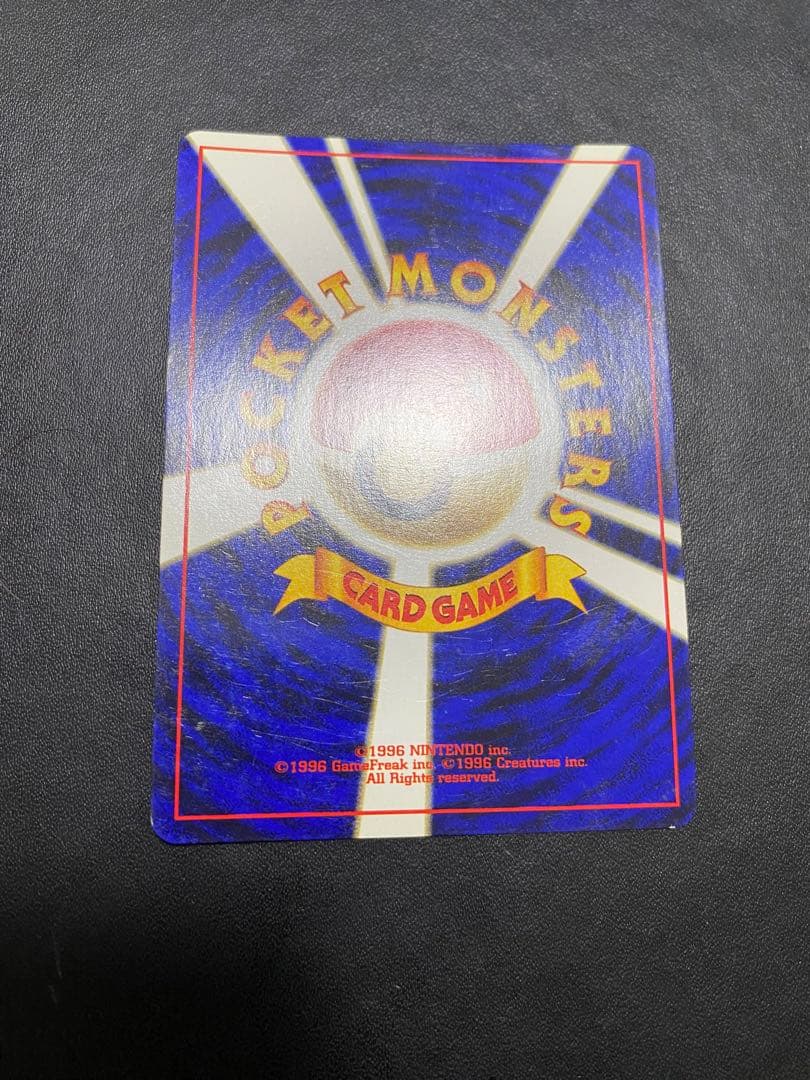 POCKET MONSTERS
CARD GAME
©1996 NINTENDO inc.
©1996 GameFreak inc. ©1996 Creatures inc.
All Rights reserved.